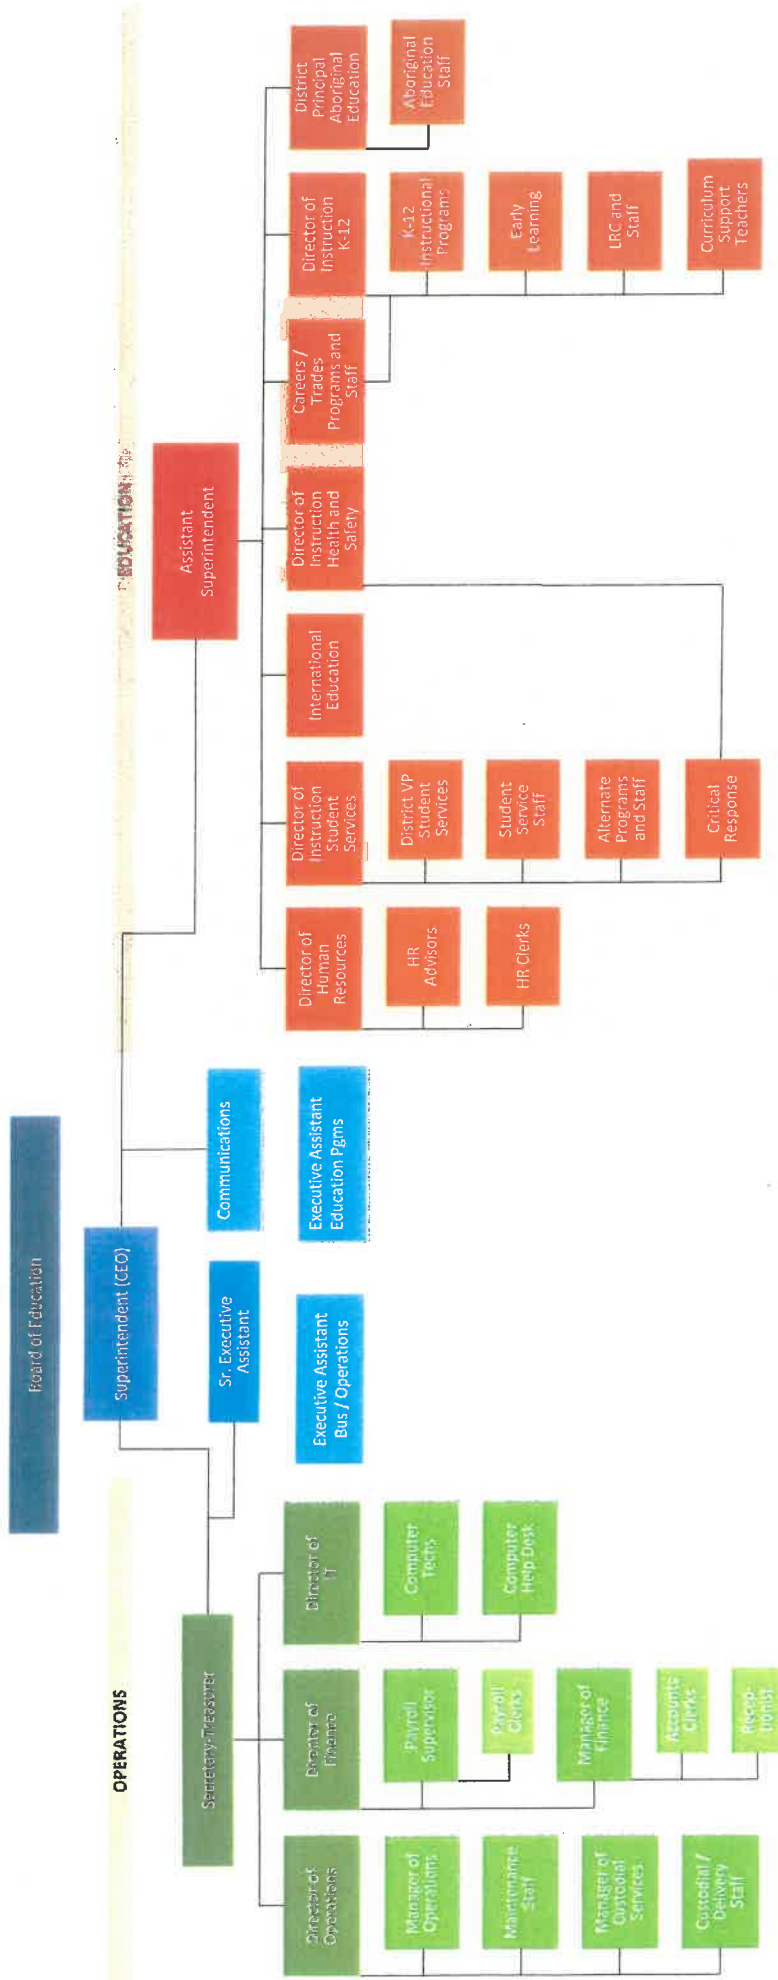 Board of Education
Superintendent (CEO)
Sr. Executive
Assistant
Communications
Executive Assistant
Bus / Operations
Executive Assistant
Education Pgms
OPERATIONS
Secretary-Treasurer
Director of
Operations
Manager of
Operations
Maintenance
Staff
Manager of
Custodial
Services
Custodial /
Delivery
Staff
Director of
Finance
Payroll
Supervisor
Payroll
Clerks
Manager of
Finance
Accounts
Clerks
Recep-
tionist
Director of
IT
Computer
Techs
Computer
Help Desk
EDUCATION
Assistant
Superintendent
Director of
Human
Resources
HR
Advisors
HR Clerks
Director of
Instruction
Student
Services
District VP
Student
Services
Student
Service
Staff
Alternate
Programs
and Staff
Critical
Response
International
Education
Director of
Instruction
Health and
Safety
Careers /
Trades
Programs and
Staff
Director of
Instruction
K-12
K-12
Instructional
Programs
Early
Learning
LRC and
Staff
Curriculum
Support
Teachers
District
Principal
Aboriginal
Education
Aboriginal
Education
Staff